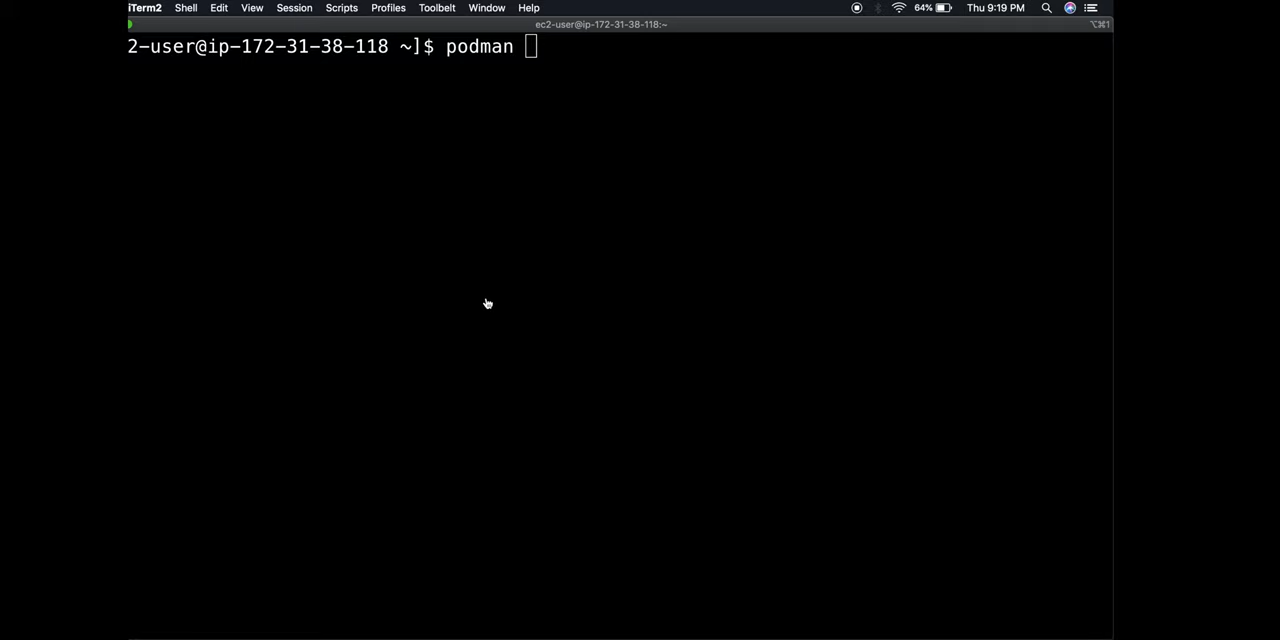 iTerm2 Shell Edit View Session Scripts Profiles Toolbelt Window Help 64% Thu 9:19 PM
ec2-user@ip-172-31-38-118:~ ⌥⌘1
2-user@ip-172-31-38-118 ~]$ podman